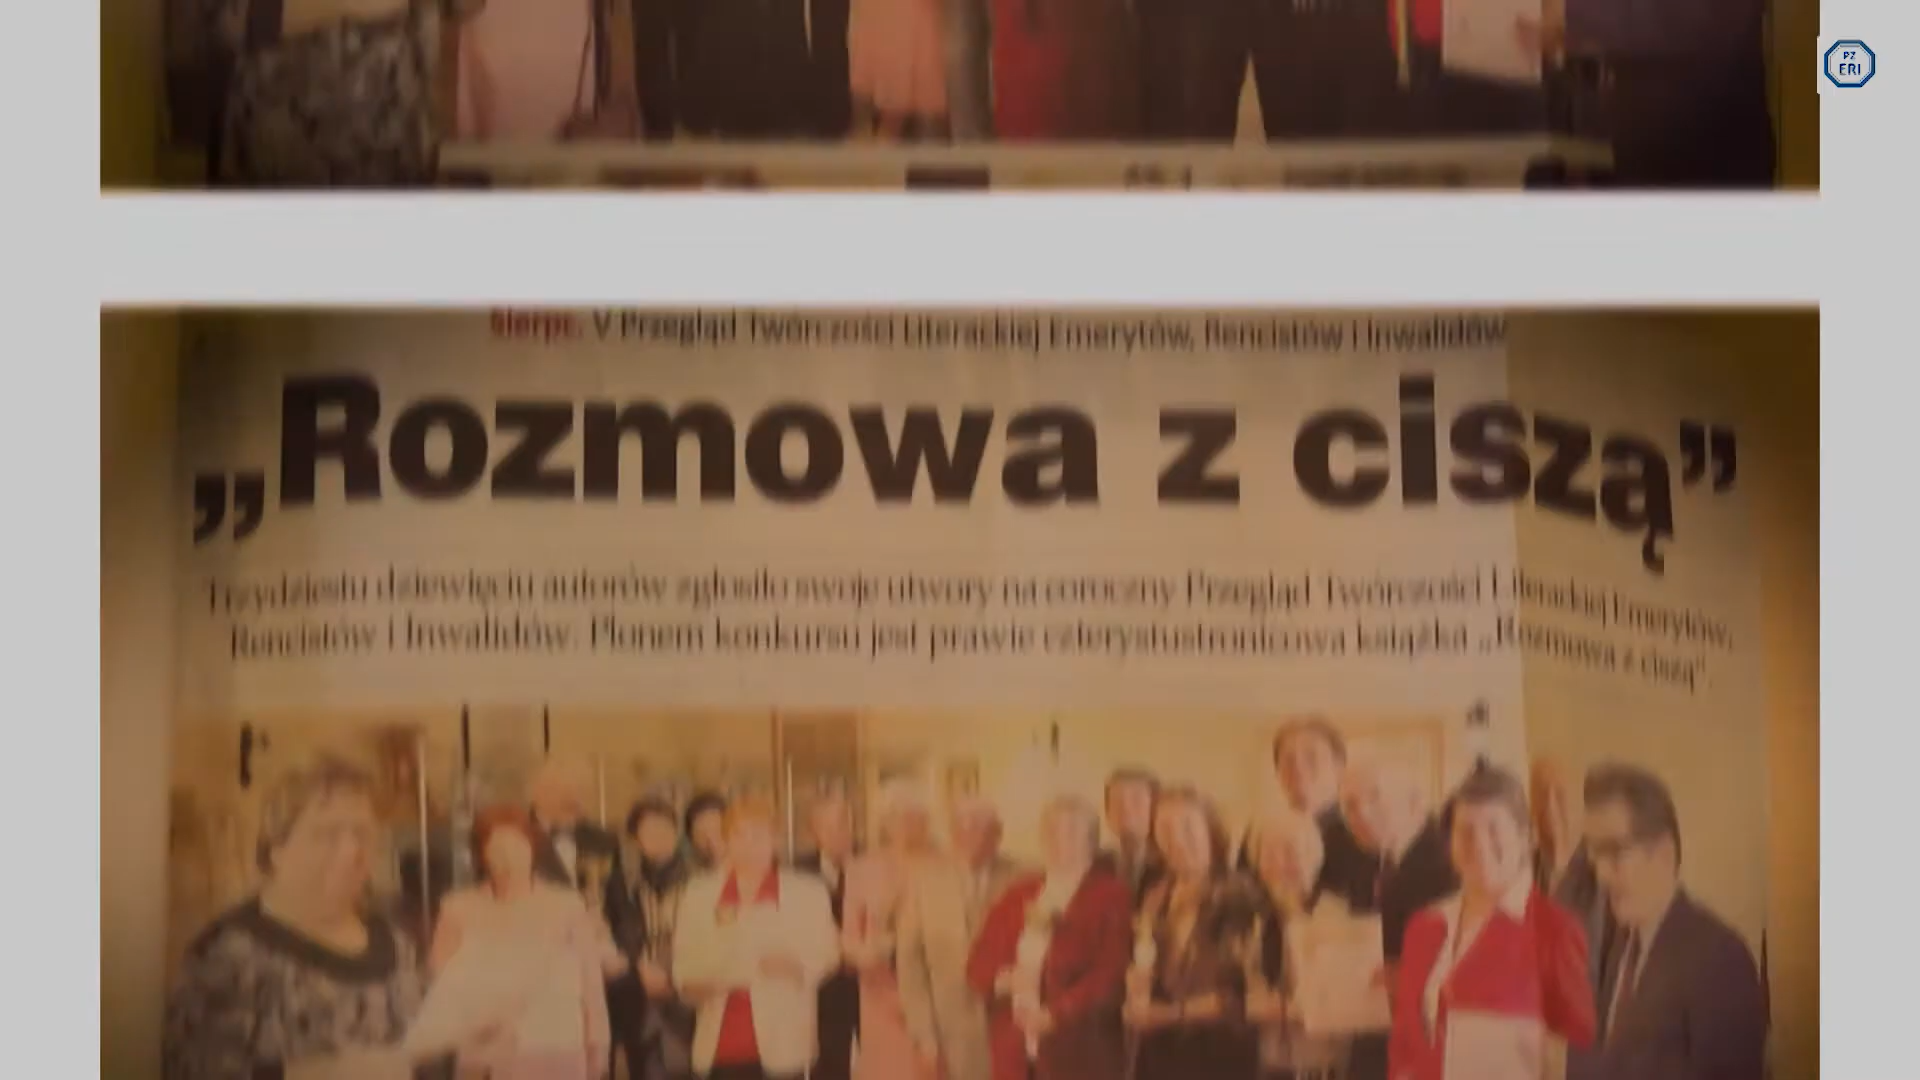 PZ
ERI
Sierpc. V Przegląd Twórczości Literackiej Emerytów, Rencistów i Inwalidów
„Rozmowa z ciszą”
Trzydziestu dziewięciu autorów zgłosiło swoje utwory na coroczny Przegląd Twórczości Literackiej Emerytów,
Rencistów i Inwalidów. Plonem konkursu jest prawie czterystustronicowa książka „Rozmowa z ciszą”.